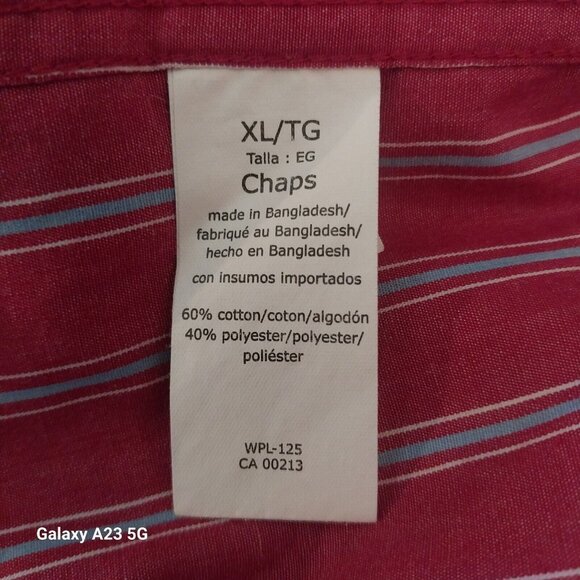 XL/TG
Talla : EG
Chaps
made in Bangladesh/
fabriqué au Bangladesh/
hecho en Bangladesh
con insumos importados
60% cotton/coton/algodón
40% polyester/polyester/
poliéster
WPL-125
CA 00213
Galaxy A23 5G